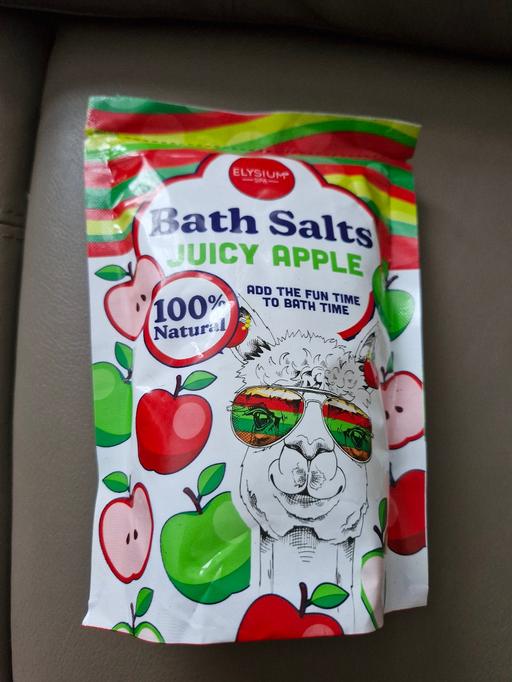 ELYSIUM
SPA
Bath Salts
JUICY APPLE
ADD THE FUN TIME
TO BATH TIME
100%
Natural